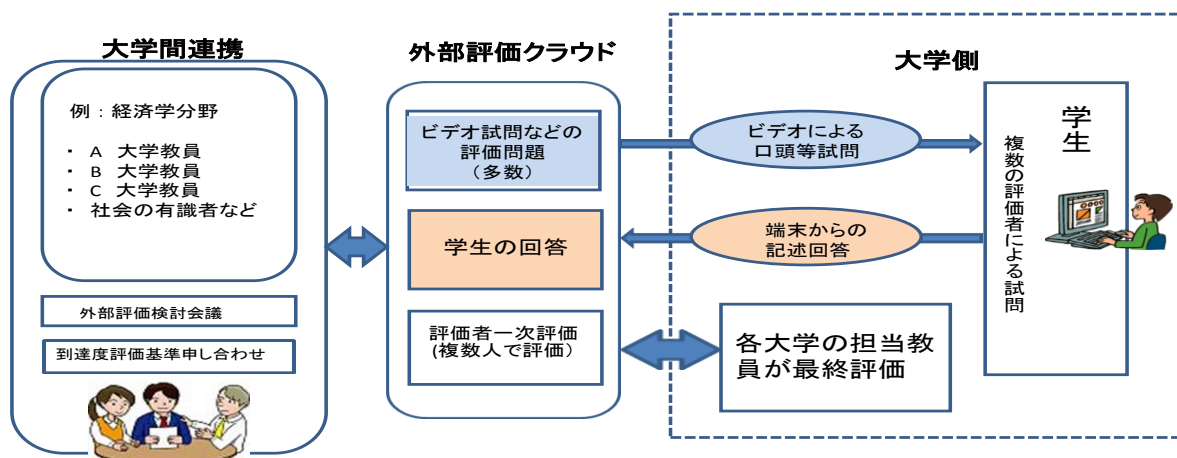 大学間連携
例：経済学分野
・ A 大学教員
・ B 大学教員
・ C 大学教員
・ 社会の有識者など
外部評価検討会議
到達度評価基準申し合わせ
外部評価クラウド
ビデオ試問などの
評価問題
（多数）
学生の回答
評価者一次評価
(複数人で評価）
大学側
ビデオによる
口頭等試問
端末からの
記述回答
各大学の担当教
員が最終評価
学生
複数の評価者による試問